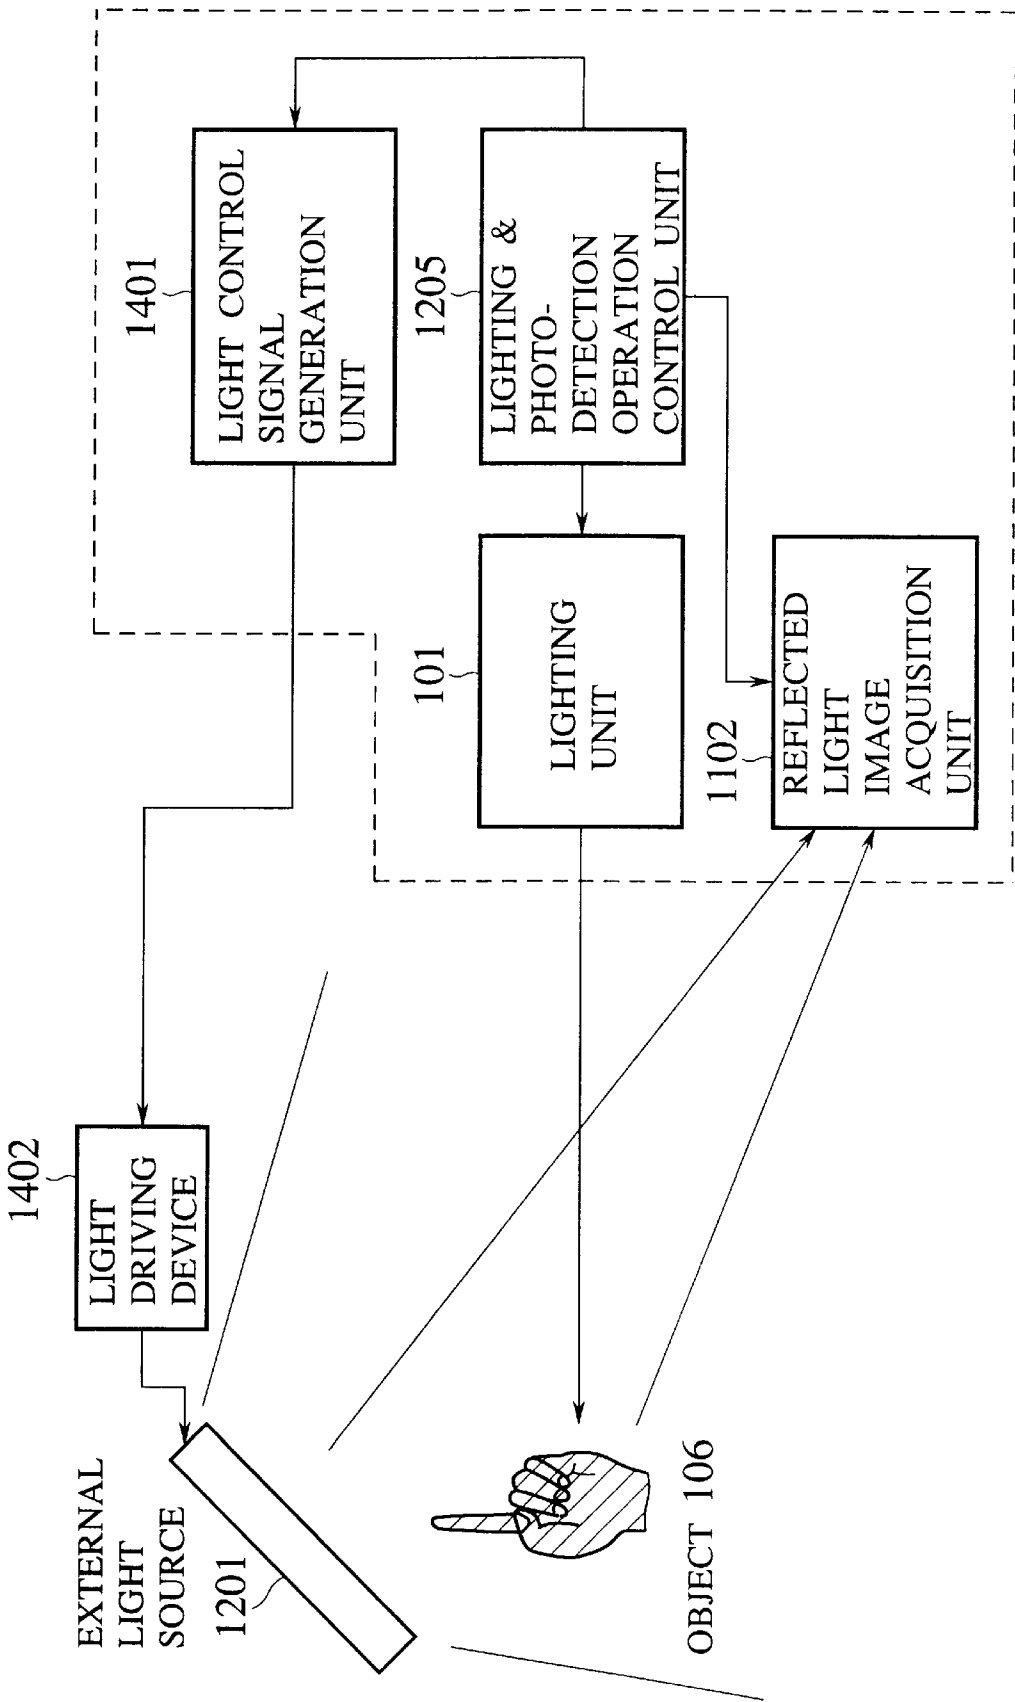 EXTERNAL
LIGHT
SOURCE
1201
1402
LIGHT
DRIVING
DEVICE
1401
LIGHT CONTROL
SIGNAL
GENERATION
UNIT
1205
LIGHTING &
PHOTO-
DETECTION
OPERATION
CONTROL UNIT
101
LIGHTING
UNIT
1102
REFLECTED
LIGHT
IMAGE
ACQUISITION
UNIT
OBJECT 106